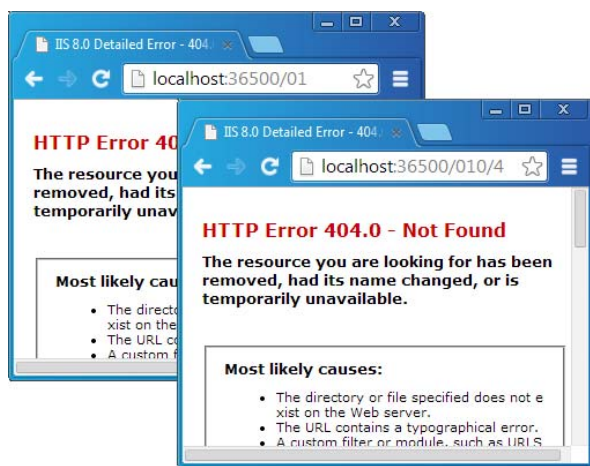 IIS 8.0 Detailed Error - 404.
localhost:36500/01
HTTP Error 40
The resource you
removed, had its
temporarily unav
Most likely cau
The directo
xist on the
The URL co
A custom f
IIS 8.0 Detailed Error - 404.
localhost:36500/010/4
HTTP Error 404.0 - Not Found
The resource you are looking for has been
removed, had its name changed, or is
temporarily unavailable.
Most likely causes:
The directory or file specified does not e
xist on the Web server.
The URL contains a typographical error.
A custom filter or module, such as URLS